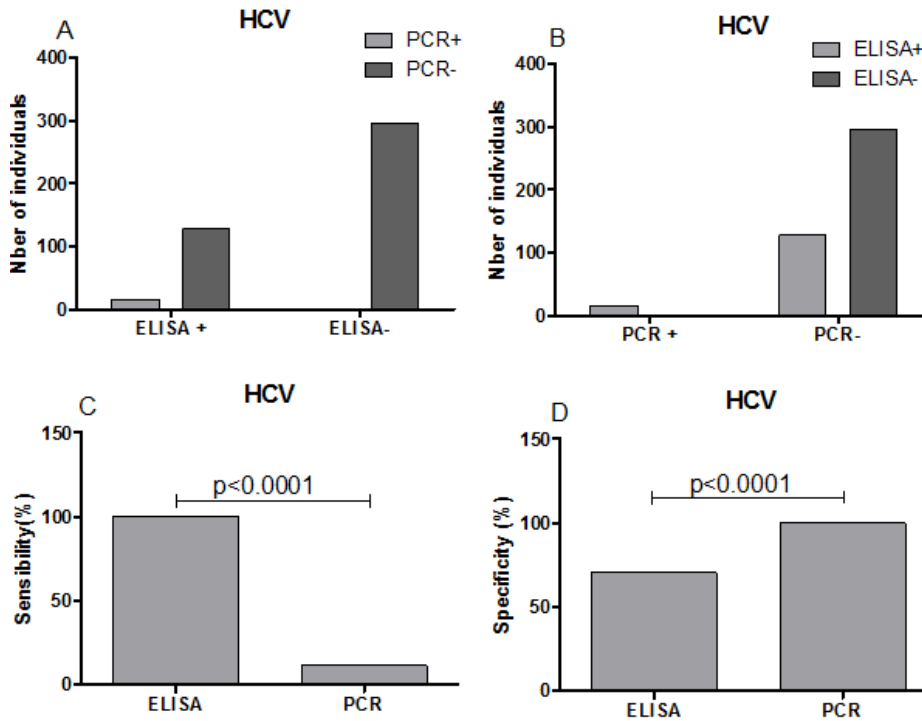 A
HCV
PCR+
PCR-
Nber of individuals
400
300
200
100
0
ELISA +
ELISA-
B
HCV
ELISA+
ELISA-
Nber of individuals
400
300
200
100
0
PCR +
PCR-
C
HCV
Sensibility(%)
150
100
50
0
p<0.0001
ELISA
PCR
D
HCV
Specificity (%)
150
100
50
0
p<0.0001
ELISA
PCR